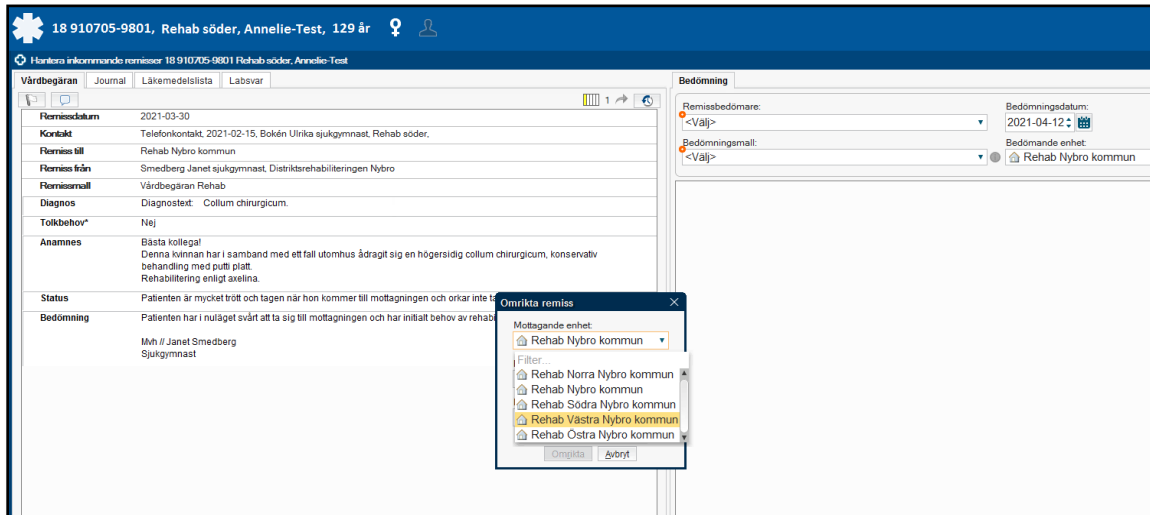 18 910705-9801, Rehab söder, Annelie-Test, 129 år
Hantera inkommande remisser 18 910705-9801 Rehab söder, Annelie-Test
Vårdbegäran Journal Läkemedelslista Labsvar
1
Remissdatum 2021-03-30
Kontakt Telefonkontakt, 2021-02-15, Bokén Ulrika sjukgymnast, Rehab söder,
Remiss till Rehab Nybro kommun
Remiss från Smedberg Janet sjukgymnast, Distriktsrehabiliteringen Nybro
Remissmall Vårdbegäran Rehab
Diagnos Diagnostext: Collum chirurgicum.
Tolkbehov* Nej
Anamnes Bästa kollega!
Denna kvinnan har i samband med ett fall utomhus ådragit sig en högersidig collum chirurgicum, konservativ
behandling med putti platt.
Rehabilitering enligt axelina.
Status Patienten är mycket trött och tagen när hon kommer till mottagningen och orkar inte
Bedömning Patienten har i nuläget svårt att ta sig till mottagningen och har initialt behov av
Mvh // Janet Smedberg
Sjukgymnast
Omrikta remiss
Mottagande enhet:
Rehab Nybro kommun
Filter...
Rehab Norra Nybro kommun
Rehab Nybro kommun
Rehab Södra Nybro kommun
Rehab Västra Nybro kommun
Rehab Östra Nybro kommun
Omrikta Avbryt
Bedömning
Remissbedömare: Bedömningsdatum:
<Välj> 2021-04-12
Bedömningsmall: Bedömande enhet:
<Välj> Rehab Nybro kommun